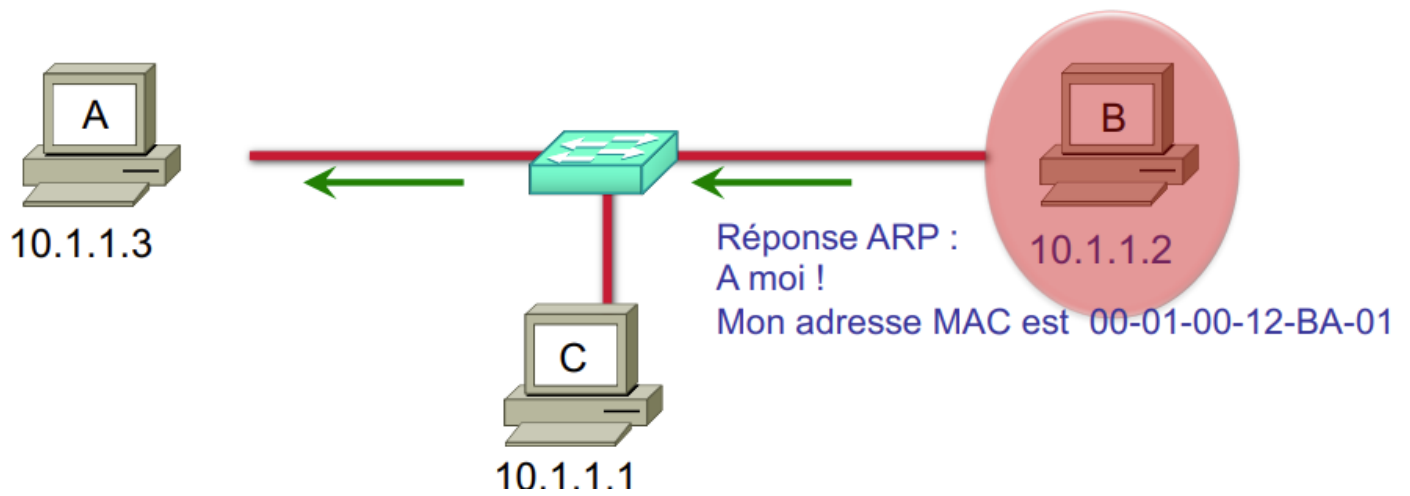 A
10.1.1.3
B
10.1.1.2
Réponse ARP :
A moi !
Mon adresse MAC est 00-01-00-12-BA-01
C
10.1.1.1